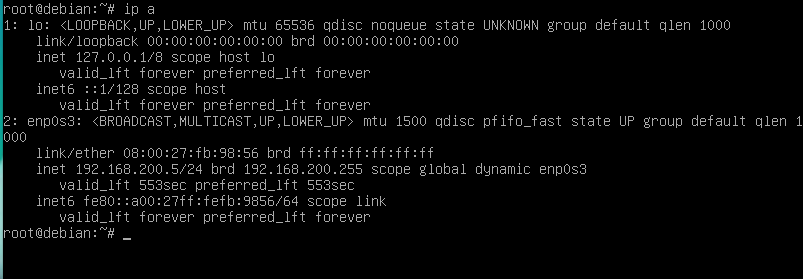 root@debian:~# ip a
1: lo: <LOOPBACK,UP,LOWER_UP> mtu 65536 qdisc noqueue state UNKNOWN group default qlen 1000
    link/loopback 00:00:00:00:00:00 brd 00:00:00:00:00:00
    inet 127.0.0.1/8 scope host lo
       valid_lft forever preferred_lft forever
    inet6 ::1/128 scope host
       valid_lft forever preferred_lft forever
2: enp0s3: <BROADCAST,MULTICAST,UP,LOWER_UP> mtu 1500 qdisc pfifo_fast state UP group default qlen 1
000
    link/ether 08:00:27:fb:98:56 brd ff:ff:ff:ff:ff:ff
    inet 192.168.200.5/24 brd 192.168.200.255 scope global dynamic enp0s3
       valid_lft 553sec preferred_lft 553sec
    inet6 fe80::a00:27ff:fefb:9856/64 scope link
       valid_lft forever preferred_lft forever
root@debian:~# _